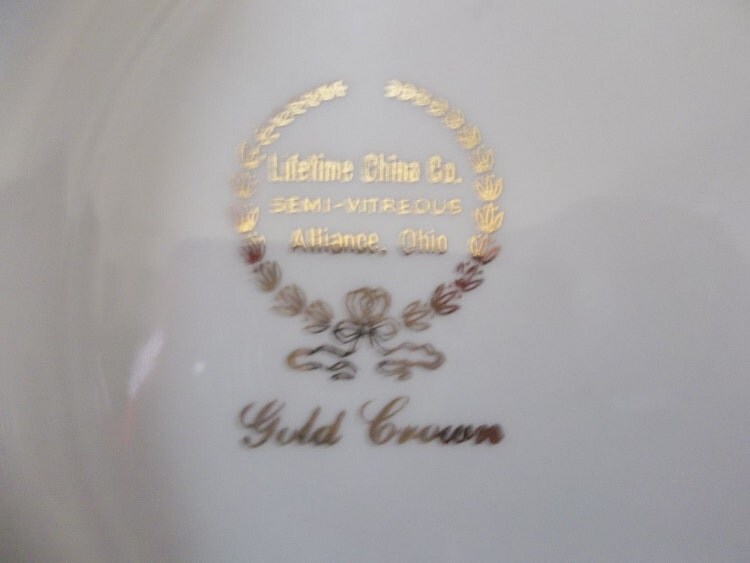 Lifetime China Co.
SEMI-VITREOUS
Alliance, Ohio
Gold Crown